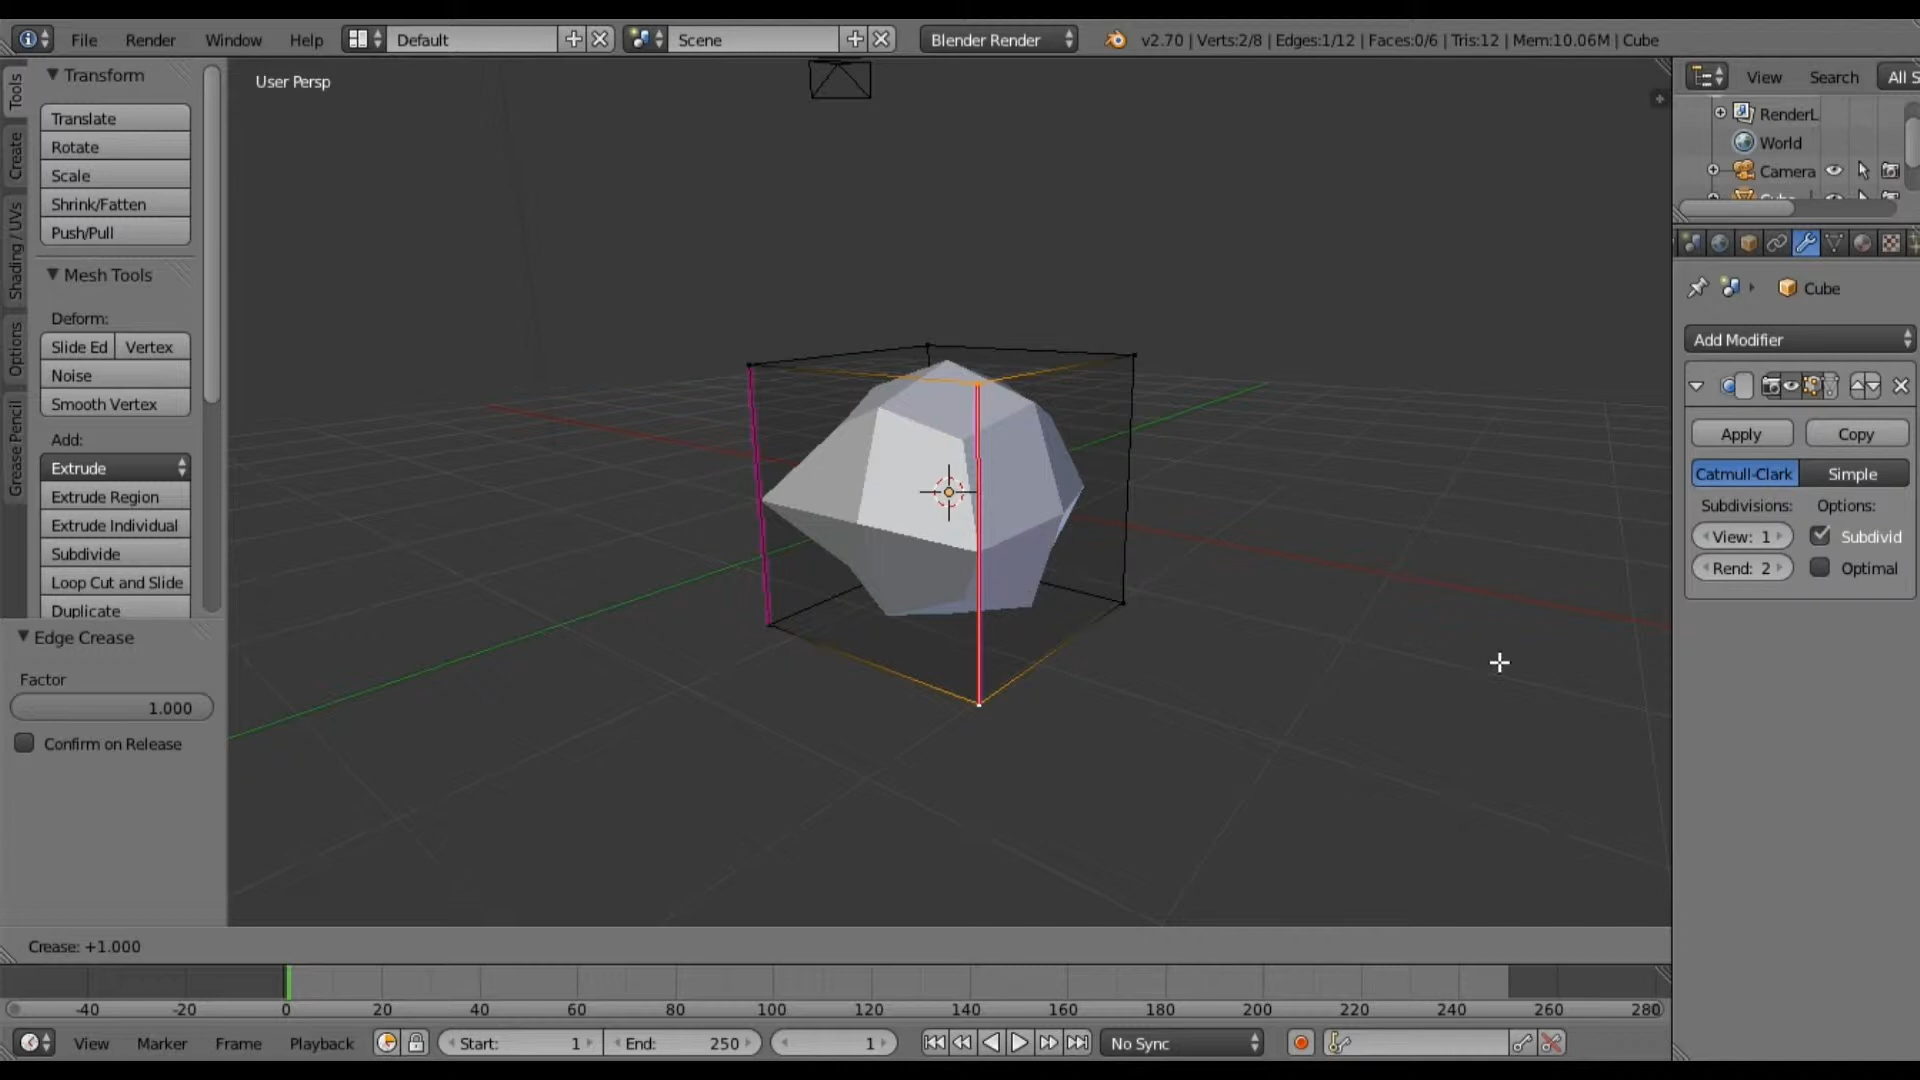 File Render Window Help Default Scene Blender Render v2.70 | Verts:2/8 | Edges:1/12 | Faces:0/6 | Tris:12 | Mem:10.06M | Cube
Tools
Create
Shading / UVs
Options
Grease Pencil
Transform
Translate
Rotate
Scale
Shrink/Fatten
Push/Pull
Mesh Tools
Deform:
Slide Ed Vertex
Noise
Smooth Vertex
Add:
Extrude
Extrude Region
Extrude Individual
Subdivide
Loop Cut and Slide
Duplicate
Edge Crease
Factor
1.000
Confirm on Release
User Persp
View Search All S
RenderL
World
Camera
Cube
Add Modifier
Apply Copy
Catmull-Clark Simple
Subdivisions: Options:
View: 1 Subdivid
Rend: 2 Optimal
Crease: +1.000
-40 -20 0 20 40 60 80 100 120 140 160 180 200 220 240 260 280
View Marker Frame Playback Start: 1 End: 250 1 No Sync